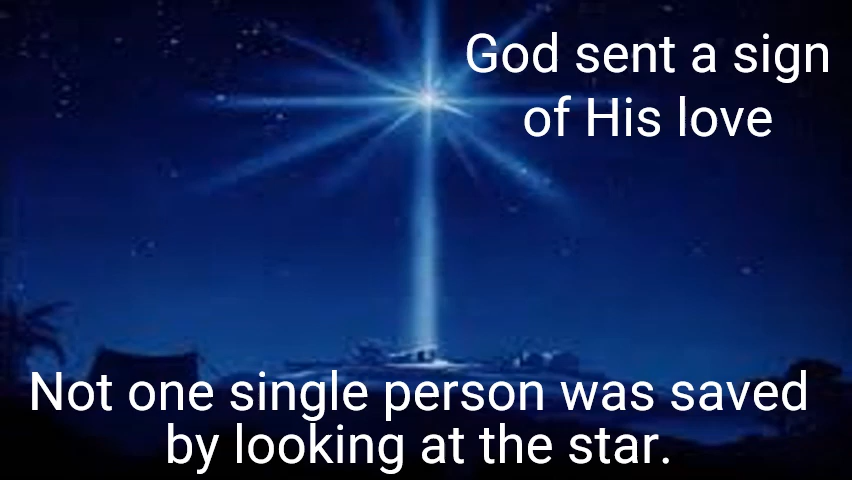 God sent a sign
of His love
Not one single person was saved
by looking at the star.